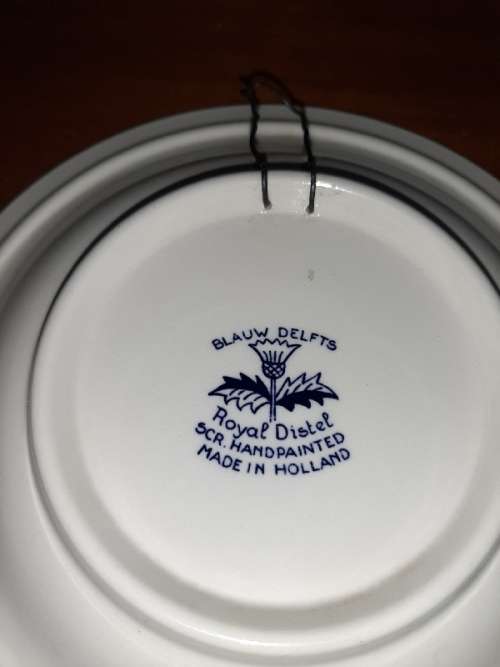 BLAUW DELFTS
Royal Distel
SCR. HANDPAINTED
MADE IN HOLLAND